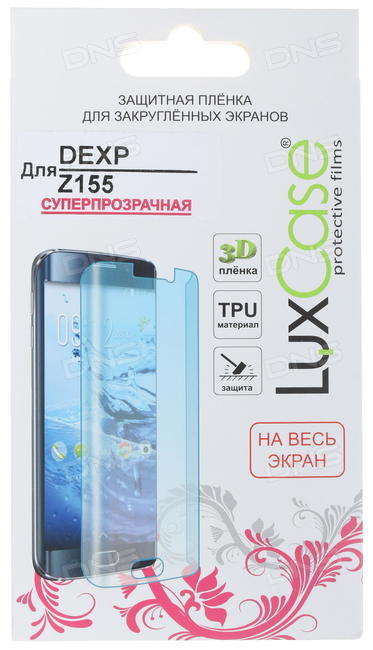 ЗАЩИТНАЯ ПЛЁНКА
ДЛЯ ЗАКРУГЛЁННЫХ ЭКРАНОВ
Для
DEXP
Z155
СУПЕРПРОЗРАЧНАЯ
3D
плёнка
TPU
материал
защита
LuxCase®
protective films
НА ВЕСЬ
ЭКРАН
DNS